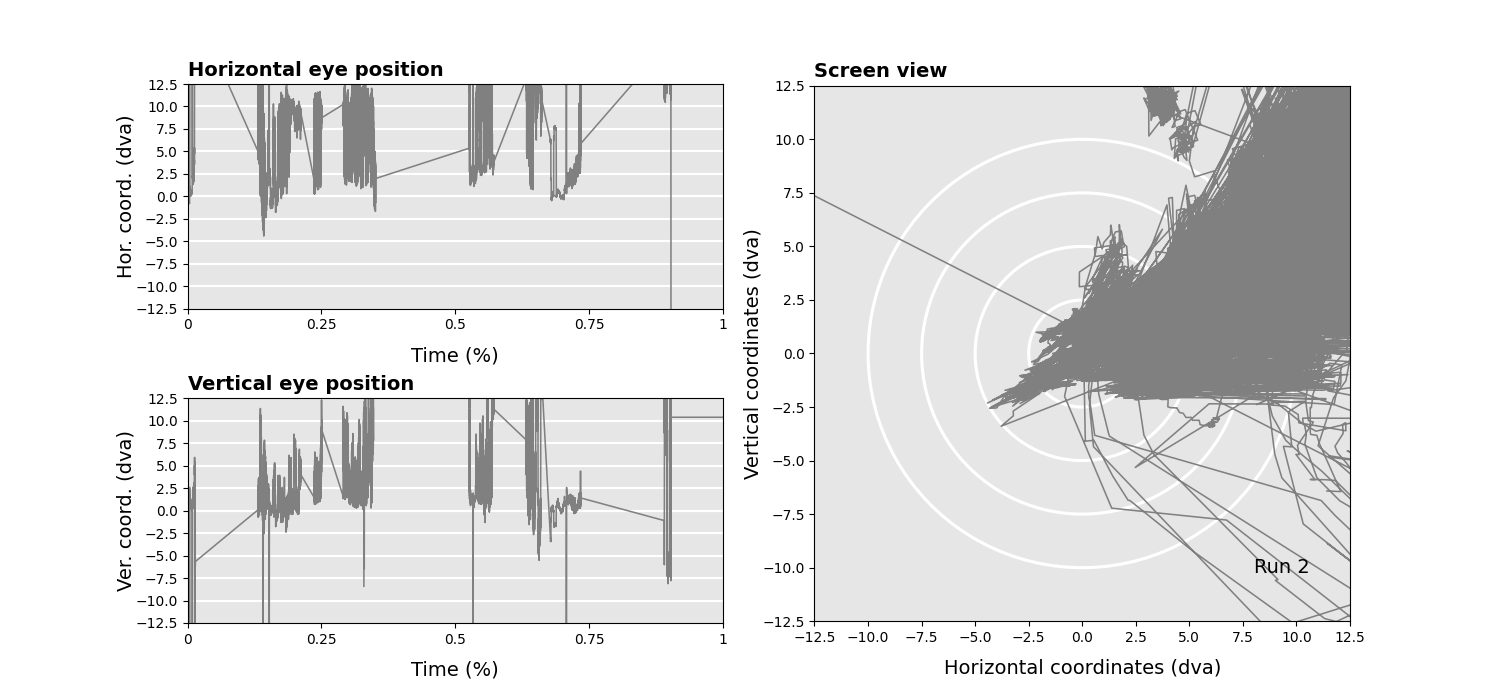 Horizontal eye position
12.5
10.0
7.5
5.0
2.5
0.0
−2.5
−5.0
−7.5
−10.0
−12.5
Hor. coord. (dva)
0 0.25 0.5 0.75 1
Time (%)
Vertical eye position
12.5
10.0
7.5
5.0
2.5
0.0
−2.5
−5.0
−7.5
−10.0
−12.5
Ver. coord. (dva)
0 0.25 0.5 0.75 1
Time (%)
Screen view
12.5
10.0
7.5
5.0
2.5
0.0
−2.5
−5.0
−7.5
−10.0
−12.5
Vertical coordinates (dva)
Run 2
−12.5 −10.0 −7.5 −5.0 −2.5 0.0 2.5 5.0 7.5 10.0 12.5
Horizontal coordinates (dva)